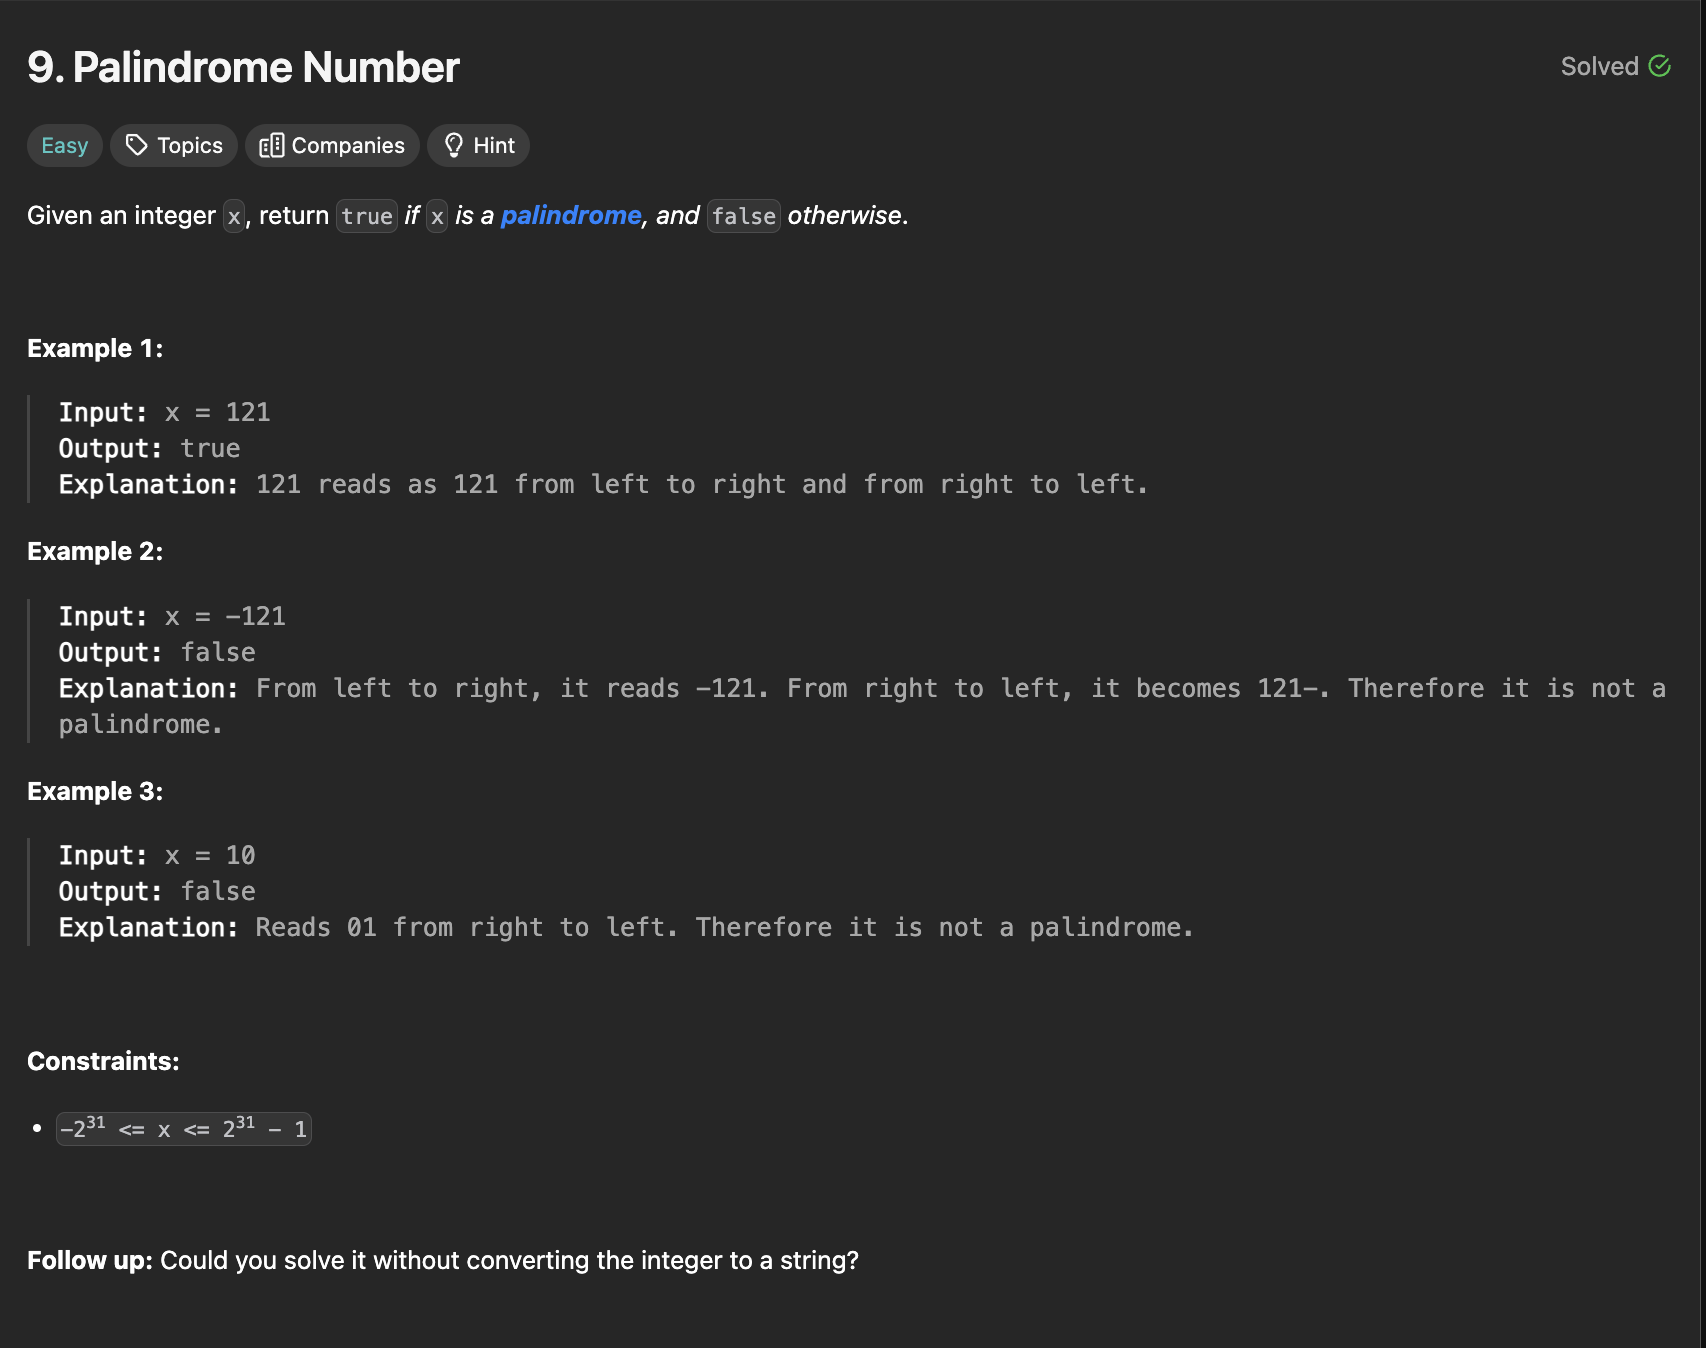 9. Palindrome Number
Solved
Easy
Topics
Companies
Hint
Given an integer x, return true if x is a palindrome, and false otherwise.
Example 1:
Input: x = 121
Output: true
Explanation: 121 reads as 121 from left to right and from right to left.
Example 2:
Input: x = -121
Output: false
Explanation: From left to right, it reads -121. From right to left, it becomes 121-. Therefore it is not a
palindrome.
Example 3:
Input: x = 10
Output: false
Explanation: Reads 01 from right to left. Therefore it is not a palindrome.
Constraints:
• -2³¹ <= x <= 2³¹ - 1
Follow up: Could you solve it without converting the integer to a string?